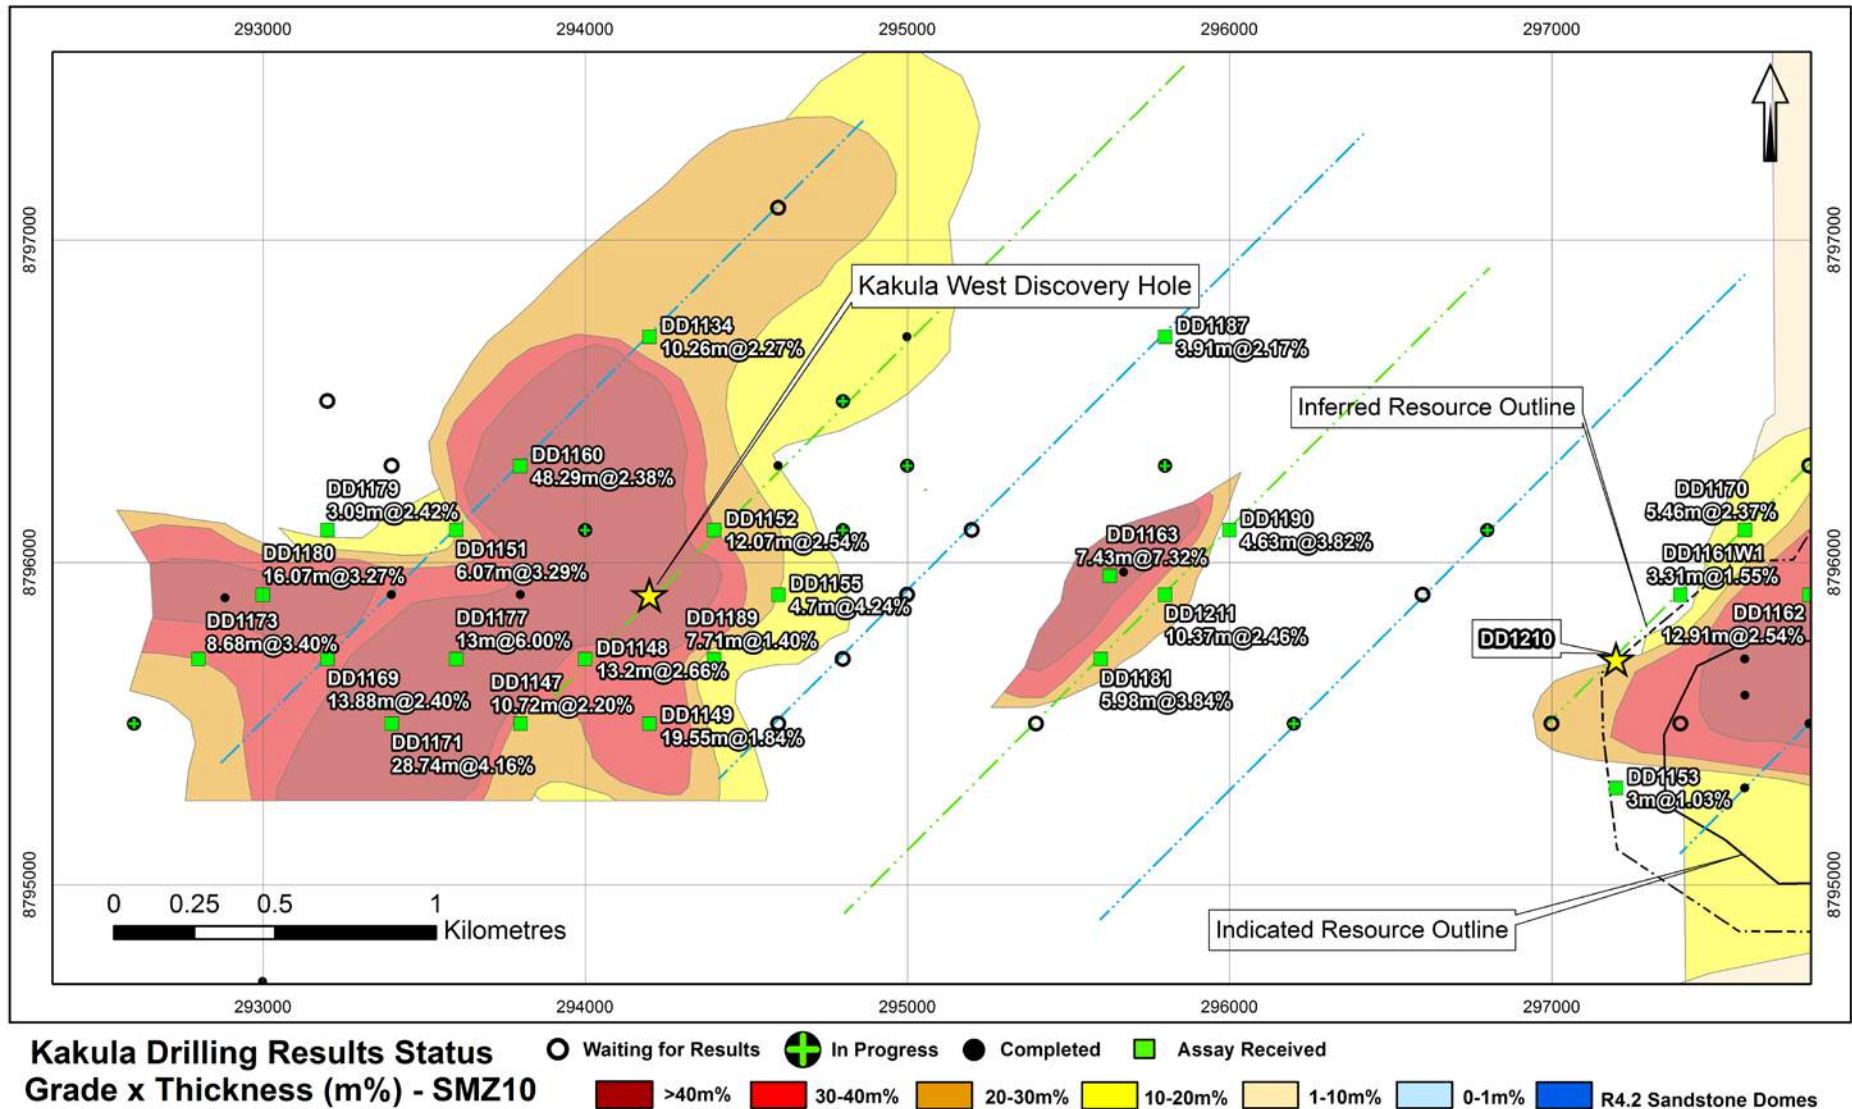 293000
294000
295000
296000
297000
8797000
8797000
Kakula West Discovery Hole
DD1134
10.26m@2.27%
DD1187
3.91m@2.17%
Inferred Resource Outline
DD1160
48.29m@2.38%
DD1179
3.09m@2.42%
DD1170
5.46m@2.37%
DD1152
12.07m@2.54%
DD1190
4.63m@3.82%
DD1163
7.43m@7.32%
DD1180
16.07m@3.27%
DD1151
6.07m@3.29%
DD1161W1
3.31m@1.55%
8796000
8796000
DD1155
4.7m@4.24%
DD1173
8.68m@3.40%
DD1177
13m@6.00%
DD1189
7.71m@1.40%
DD1211
10.37m@2.46%
DD1162
12.91m@2.54%
DD1148
13.2m@2.66%
DD1210
DD1169
13.88m@2.40%
DD1147
10.72m@2.20%
DD1181
5.98m@3.84%
DD1149
19.55m@1.84%
DD1171
28.74m@4.16%
DD1153
3m@1.03%
8795000
8795000
0 0.25 0.5 1
Kilometres
Indicated Resource Outline
293000
294000
295000
296000
297000
Kakula Drilling Results Status
Waiting for Results
In Progress
Completed
Assay Received
Grade x Thickness (m%) - SMZ10
>40m%
30-40m%
20-30m%
10-20m%
1-10m%
0-1m%
R4.2 Sandstone Domes